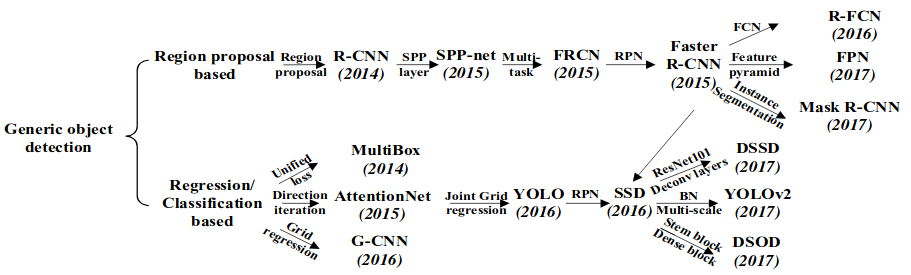 Generic object
detection
Region proposal
based
Region
proposal
R-CNN
(2014)
SPP
layer
SPP-net
(2015)
Multi-
task
FRCN
(2015)
RPN
Faster
R-CNN
(2015)
FCN
R-FCN
(2016)
Feature
pyramid
FPN
(2017)
Instance
Segmentation
Mask R-CNN
(2017)
Regression/
Classification
based
Unified
loss
MultiBox
(2014)
Direction
iteration
AttentionNet
(2015)
Grid
regression
G-CNN
(2016)
Joint Grid
regression
YOLO
(2016)
RPN
SSD
(2016)
ResNet101
Deconv layers
DSSD
(2017)
BN
Multi-scale
YOLOv2
(2017)
Stem block
Dense block
DSOD
(2017)